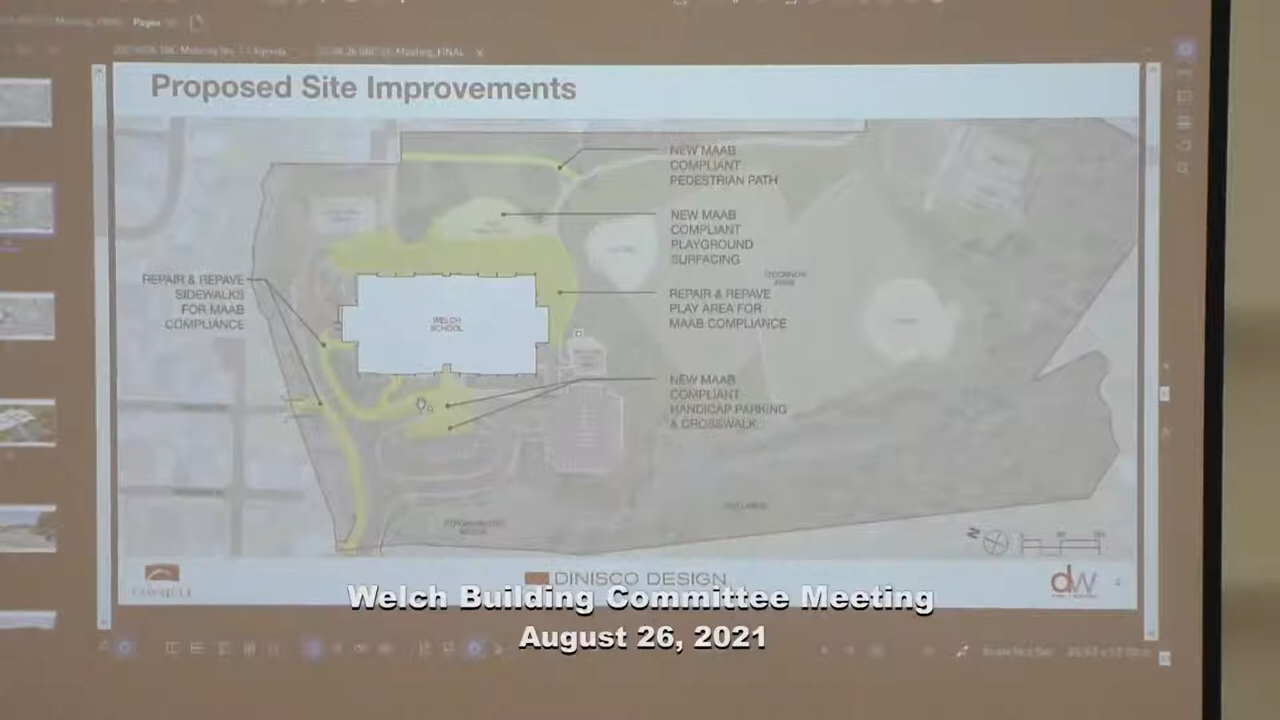 Pages
Proposed Site Improvements
NEW MAAB
COMPLIANT
PEDESTRIAN PATH
NEW MAAB
COMPLIANT
PLAYGROUND
SURFACING
REPAIR & REPAVE
SIDEWALKS
FOR MAAB
COMPLIANCE
REPAIR & REPAVE
PLAY AREA FOR
MAAB COMPLIANCE
WELCH
SCHOOL
NEW MAAB
COMPLIANT
HANDICAP PARKING
& CROSSWALK
N
DINISCO DESIGN
dw
Welch Building Committee Meeting
August 26, 2021